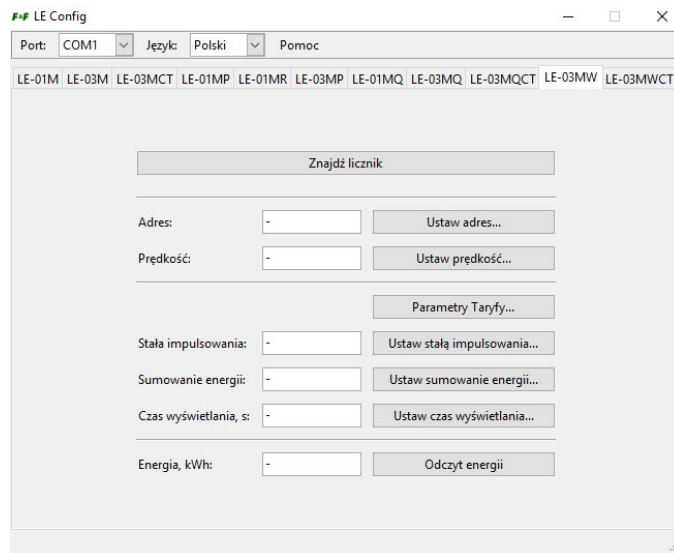 F&F LE Config
Port: COM1 Język: Polski Pomoc
LE-01M LE-03M LE-03MCT LE-01MP LE-01MR LE-03MP LE-01MQ LE-03MQ LE-03MQCT LE-03MW LE-03MWCT
Znajdź licznik
Adres: - Ustaw adres...
Prędkość: - Ustaw prędkość...
Parametry Taryfy...
Stała impulsowania: - Ustaw stałą impulsowania...
Sumowanie energii: - Ustaw sumowanie energii...
Czas wyświetlania, s: - Ustaw czas wyświetlania...
Energia, kWh: - Odczyt energii